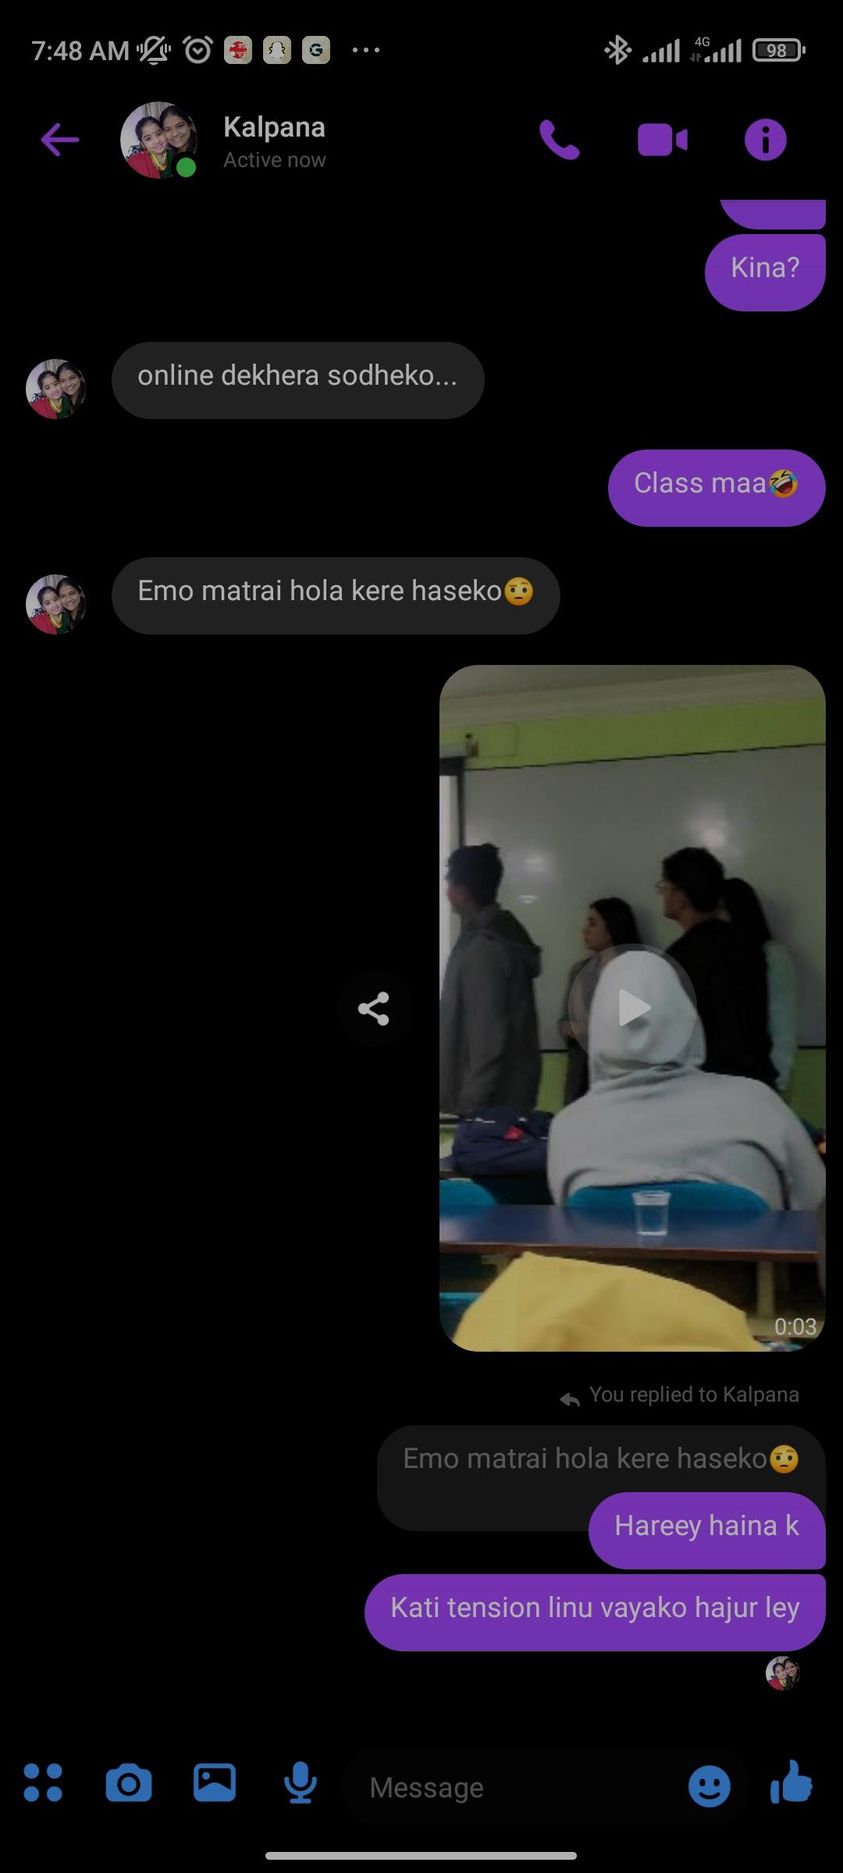 7:48 AM
4G
98
Kalpana
Active now
Kina?
online dekhera sodheko...
Class maa🤣
Emo matrai hola kere haseko🤨
0:03
You replied to Kalpana
Emo matrai hola kere haseko🤨
Hareey haina k
Kati tension linu vayako hajur ley
Message